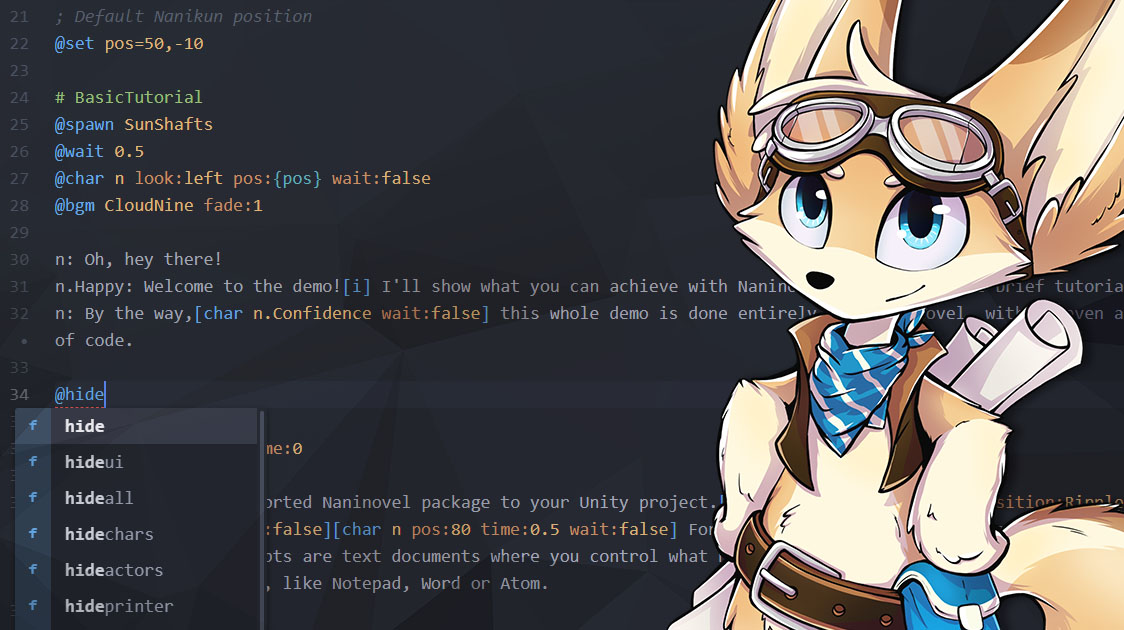 21 ; Default Nanikun position
22 @set pos=50,-10
23
24 # BasicTutorial
25 @spawn SunShafts
26 @wait 0.5
27 @char n look:left pos:{pos} wait:false
28 @bgm CloudNine fade:1
29
30 n: Oh, hey there!
31 n.Happy: Welcome to the demo![i] I'll show what you can achieve with brief
32 n: By the way,[char n.Confidence wait:false] this whole demo is done entirely
of code.
33
34 @hide
f hide
f hideui
me:0
f hideall
orted Naninovel package to your Unity project.
f hidechars
:false][char n pos:80 time:0.5 wait:false] For
f hideactors
pts are text documents where you control what
, like Notepad, Word or Atom.
f hideprinter